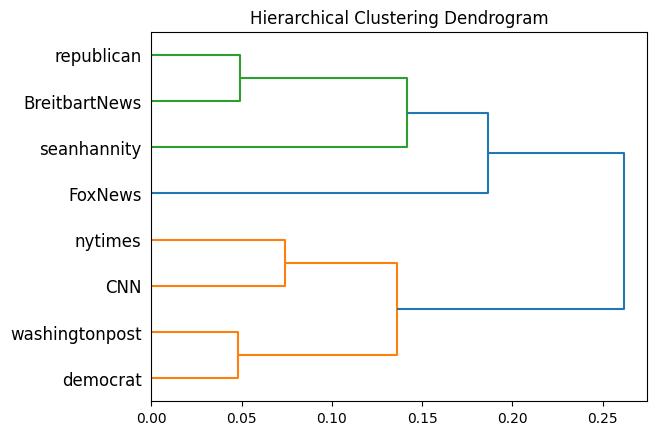 Hierarchical Clustering Dendrogram
republican
BreitbartNews
seanhannity
FoxNews
nytimes
CNN
washingtonpost
democrat
0.00 0.05 0.10 0.15 0.20 0.25